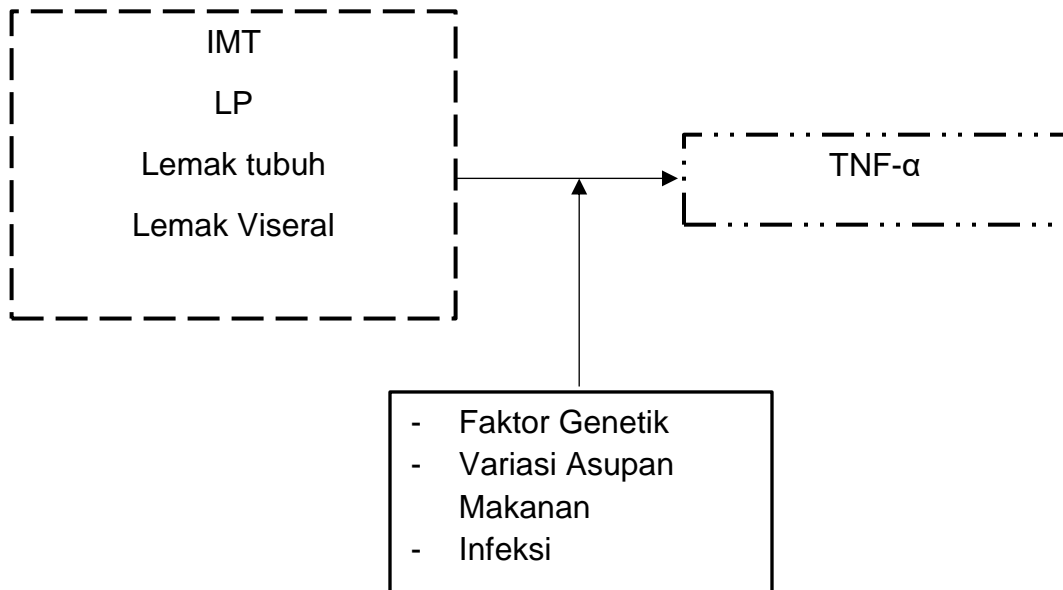 IMT
LP
Lemak tubuh
Lemak Viseral
TNF-α
- Faktor Genetik
- Variasi Asupan
Makanan
- Infeksi